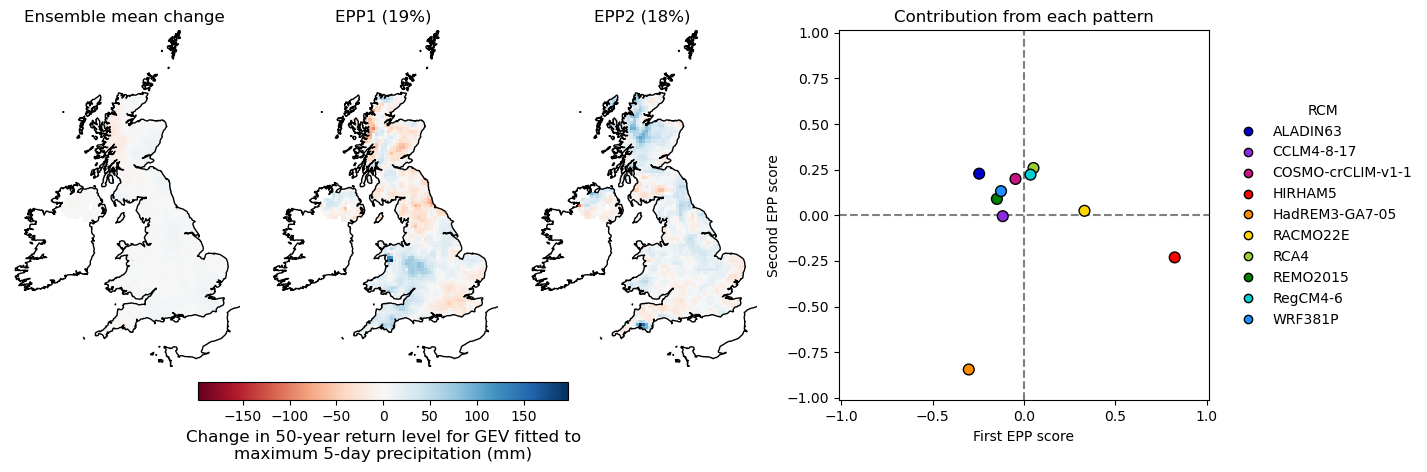 Ensemble mean change
EPP1 (19%)
EPP2 (18%)
Contribution from each pattern
1.00
0.75
0.50
0.25
0.00
−0.25
−0.50
−0.75
−1.00
Second EPP score
−1.0
−0.5
0.0
0.5
1.0
First EPP score
RCM
ALADIN63
CCLM4-8-17
COSMO-crCLIM-v1-1
HIRHAM5
HadREM3-GA7-05
RACMO22E
RCA4
REMO2015
RegCM4-6
WRF381P
−150
−100
−50
0
50
100
150
Change in 50-year return level for GEV fitted to
maximum 5-day precipitation (mm)